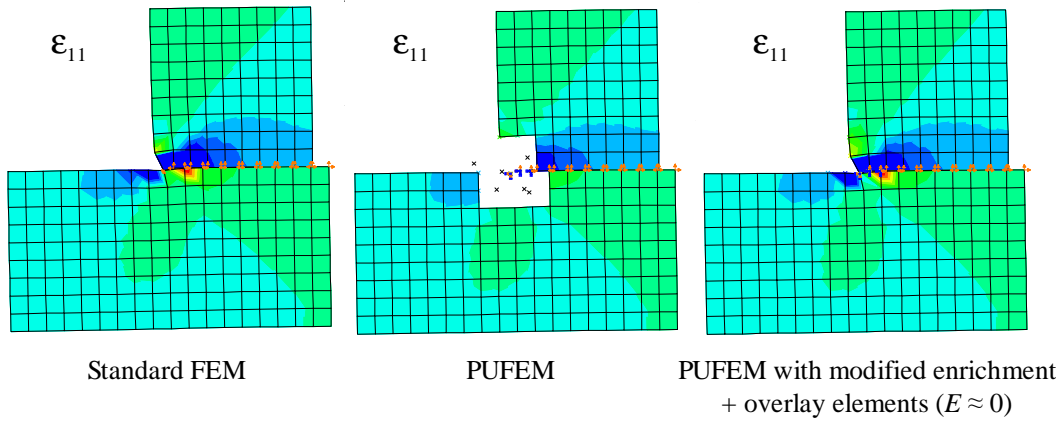 ε₁₁
ε₁₁
ε₁₁
Standard FEM
PUFEM
PUFEM with modified enrichment
+ overlay elements (E ≈ 0)